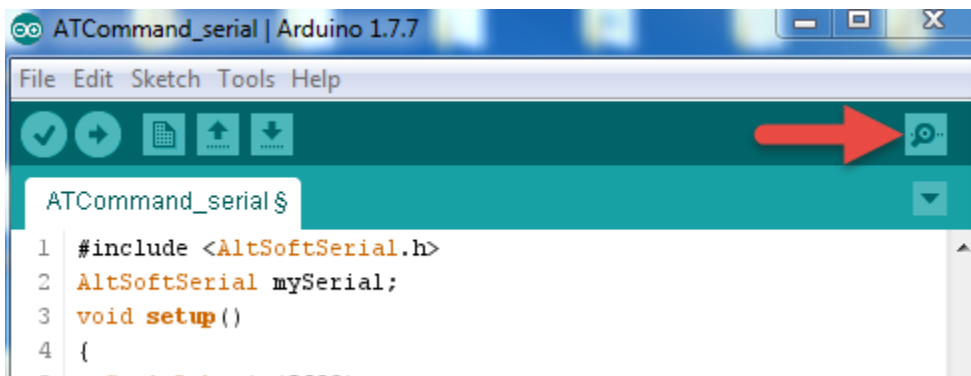 ATCommand_serial | Arduino 1.7.7
File Edit Sketch Tools Help
ATCommand_serial §
1 #include <AltSoftSerial.h>
2 AltSoftSerial mySerial;
3 void setup()
4 {